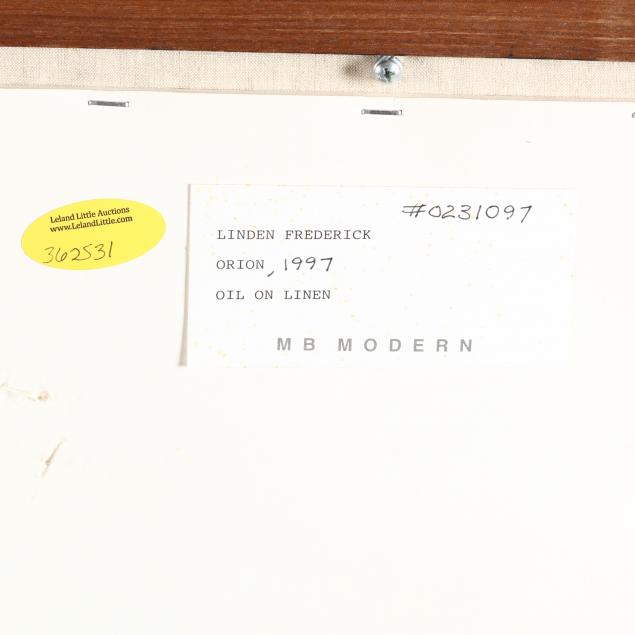 Leland Little Auctions
www.LelandLittle.com
362531
#0231097
LINDEN FREDERICK
ORION, 1997
OIL ON LINEN
MB MODERN